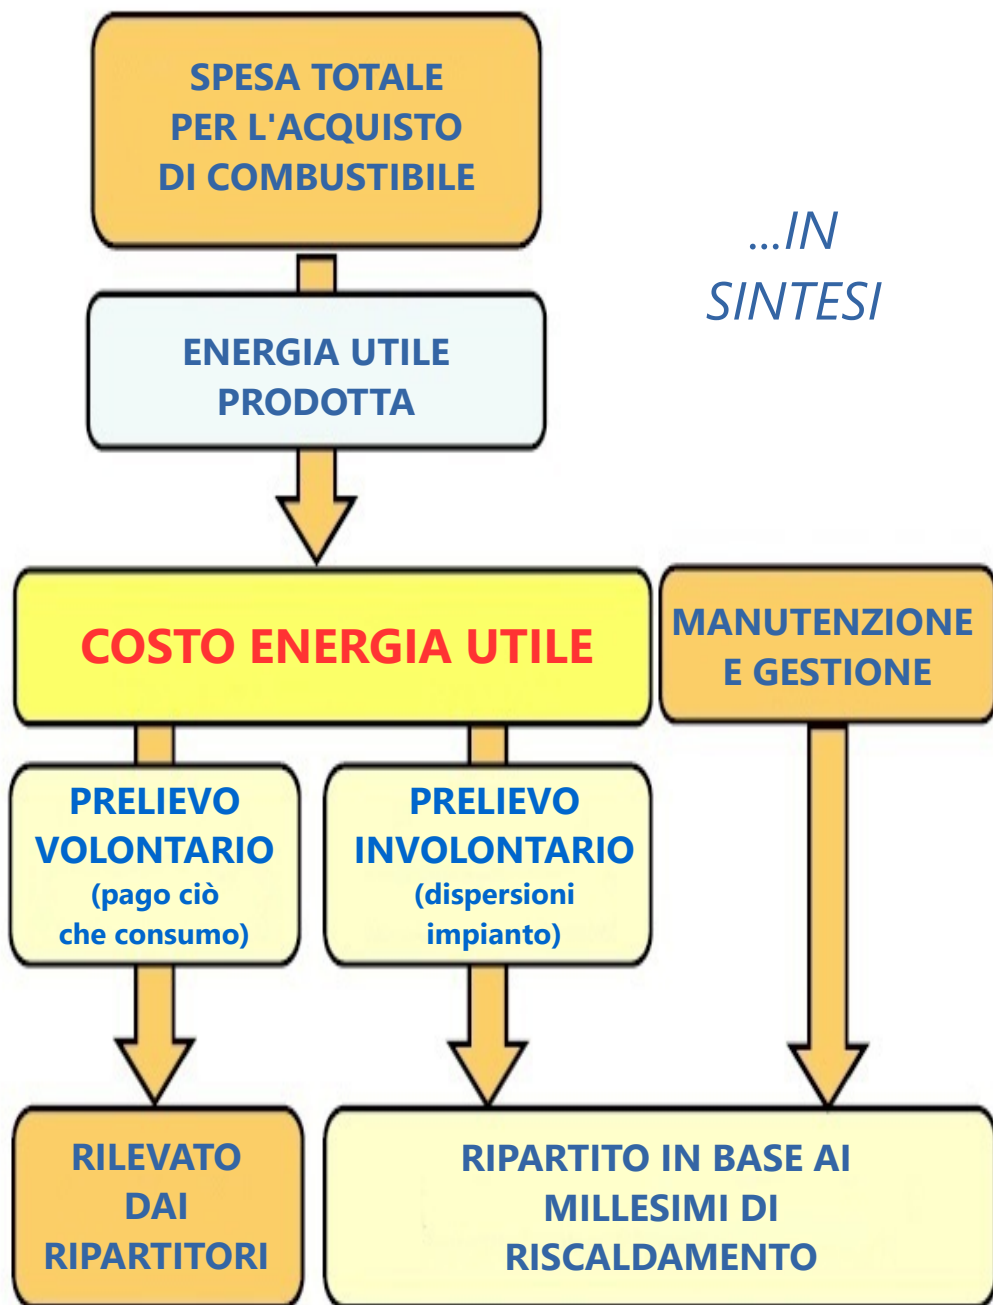 SPESA TOTALE
PER L'ACQUISTO
DI COMBUSTIBILE
...IN
SINTESI
ENERGIA UTILE
PRODOTTA
COSTO ENERGIA UTILE
MANUTENZIONE
E GESTIONE
PRELIEVO
VOLONTARIO
(pago ciò
che consumo)
PRELIEVO
INVOLONTARIO
(dispersioni
impianto)
RILEVATO
DAI
RIPARTITORI
RIPARTITO IN BASE AI
MILLESIMI DI
RISCALDAMENTO